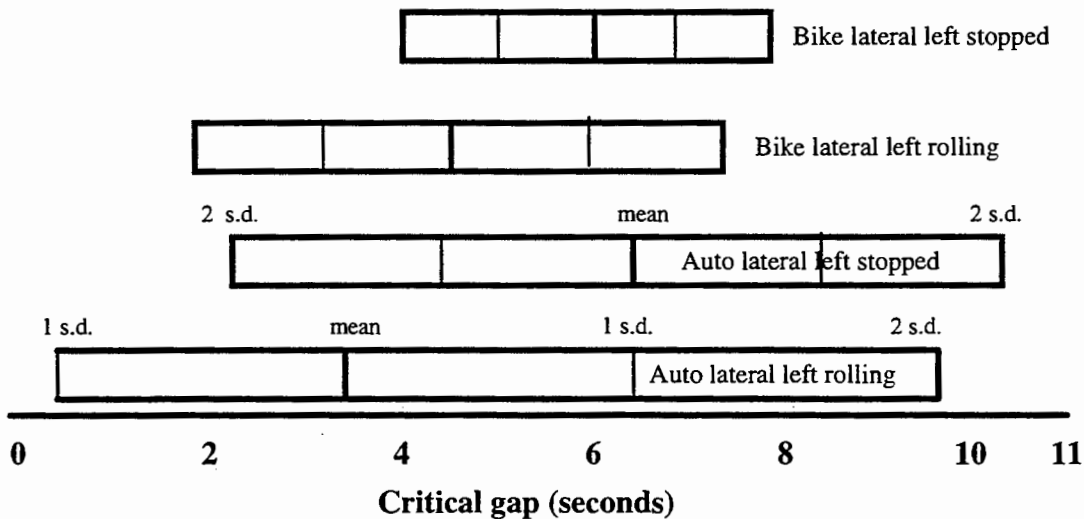 Bike lateral left stopped
Bike lateral left rolling
2 s.d. mean 2 s.d.
Auto lateral left stopped
1 s.d. mean 1 s.d. 2 s.d.
Auto lateral left rolling
0 2 4 6 8 10 11
Critical gap (seconds)